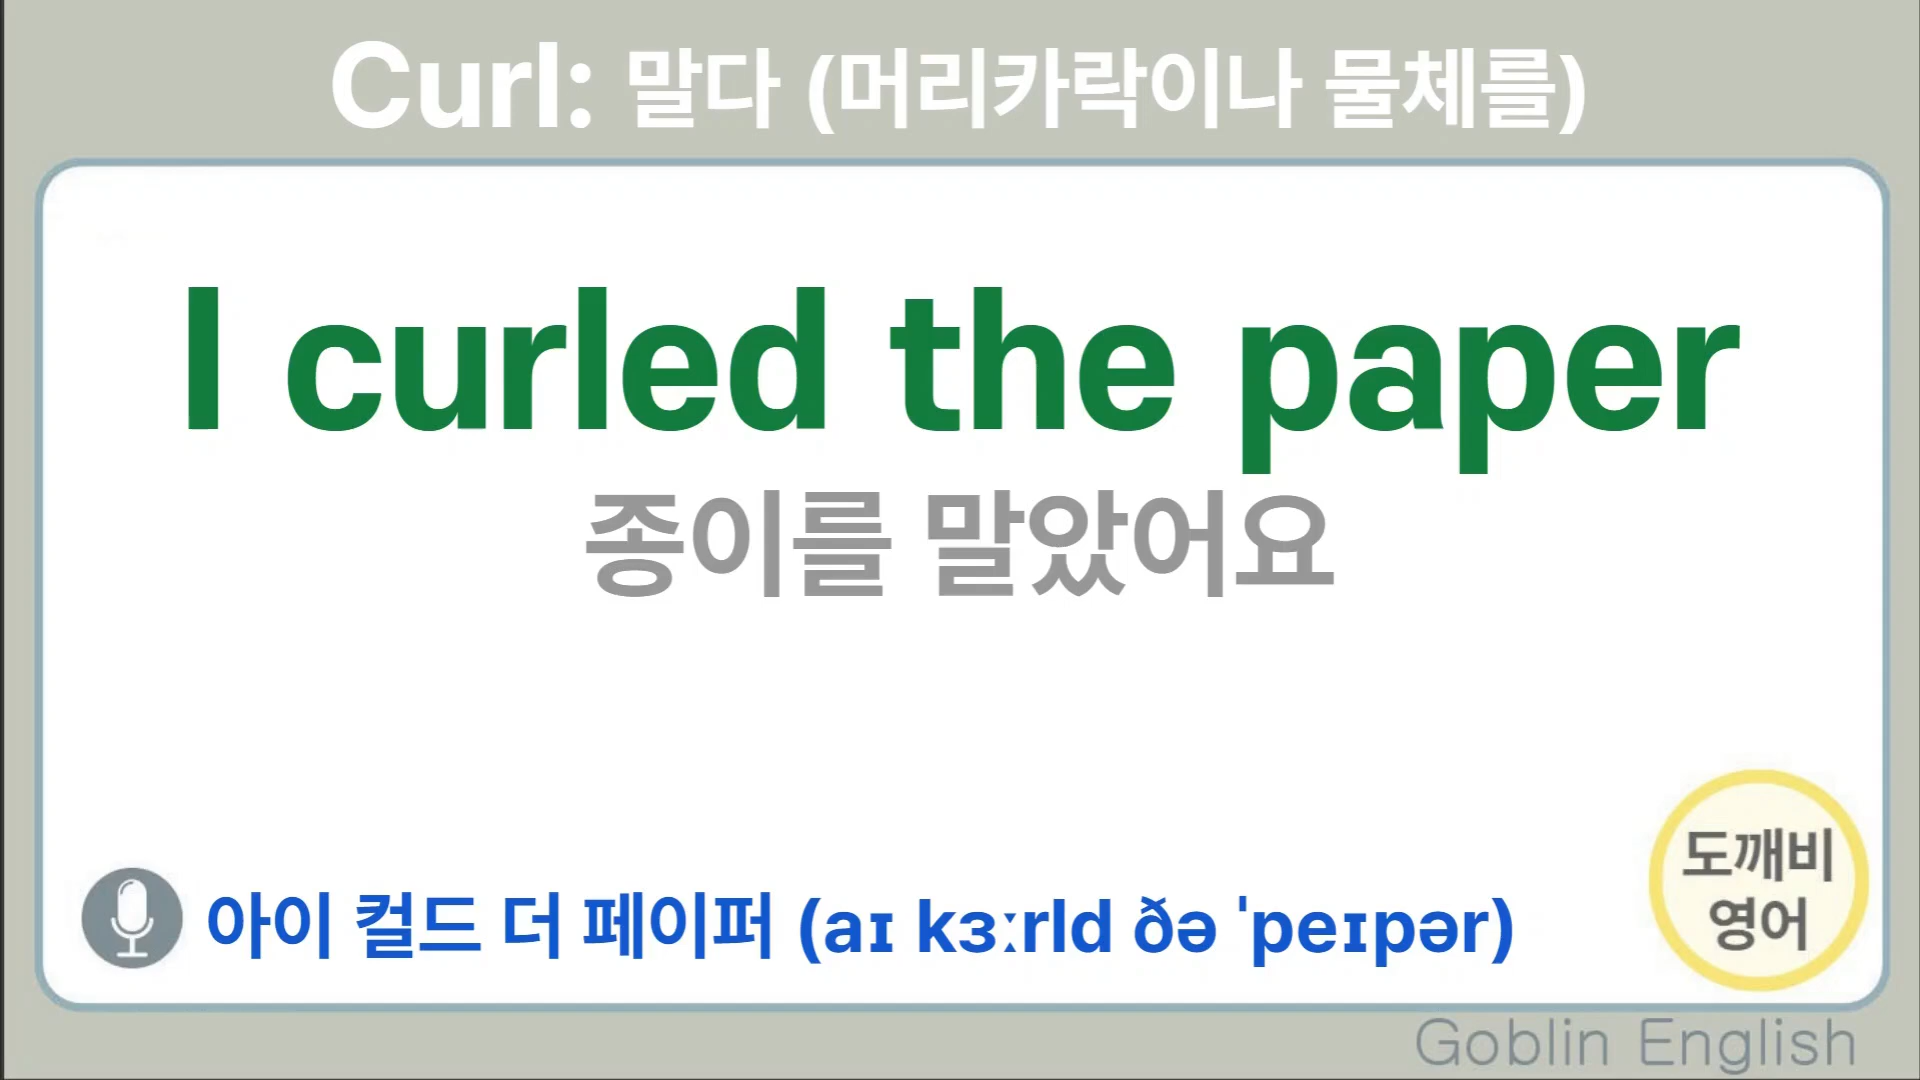 Curl: 말다 (머리카락이나 물체를)
I curled the paper
종이를 말았어요
아이 컬드 더 페이퍼 (aɪ kɜːrld ðə ˈpeɪpər)
도깨비
영어
Goblin English